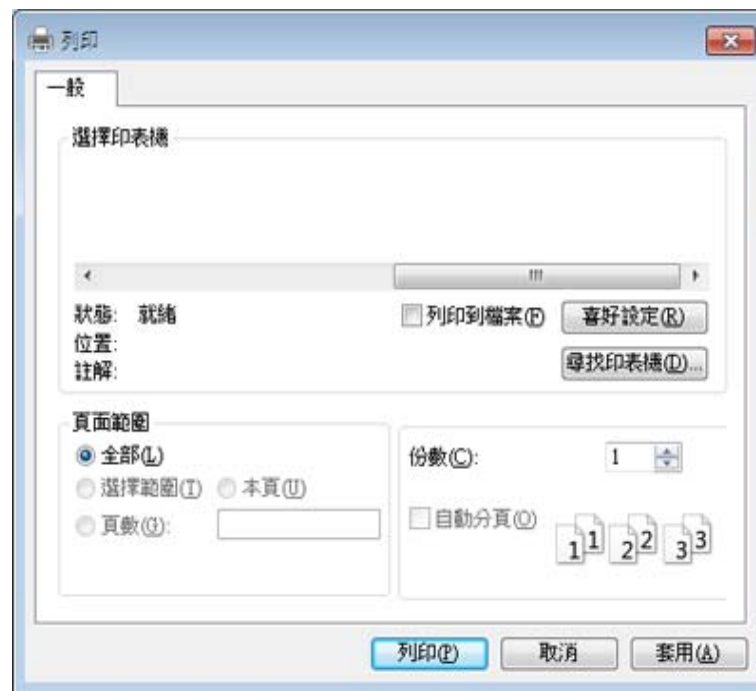 列印
一般
選擇印表機
狀態: 就緒
列印到檔案(F)
喜好設定(R)
位置:
註解:
尋找印表機(D)...
頁面範圍
全部(L)
選擇範圍(T) 本頁(U)
頁數(G):
份數(C): 1
自動分頁(O)
1 1 2 2 3 3
列印(P) 取消 套用(A)